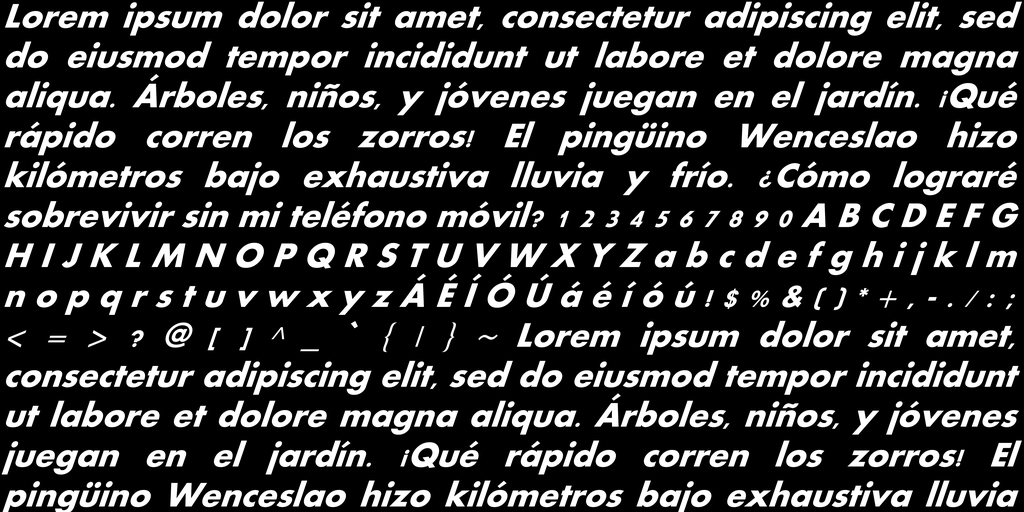 Lorem ipsum dolor sit amet, consectetur adipiscing elit, sed
do eiusmod tempor incididunt ut labore et dolore magna
aliqua. Árboles, niños, y jóvenes juegan en el jardín. ¡Qué
rápido corren los zorros! El pingüino Wenceslao hizo
kilómetros bajo exhaustiva lluvia y frío. ¿Cómo lograré
sobrevivir sin mi teléfono móvil? 1 2 3 4 5 6 7 8 9 0 A B C D E F G
H I J K L M N O P Q R S T U V W X Y Z a b c d e f g h i j k l m
n o p q r s t u v w x y z Á É Í Ó Ú á é í ó ú ! $ % & ( ) * + , - . / : ;
< = > ? @ [ ] ^ _ ` { | } ~ Lorem ipsum dolor sit amet,
consectetur adipiscing elit, sed do eiusmod tempor incididunt
ut labore et dolore magna aliqua. Árboles, niños, y jóvenes
juegan en el jardín. ¡Qué rápido corren los zorros! El
pingüino Wenceslao hizo kilómetros bajo exhaustiva lluvia